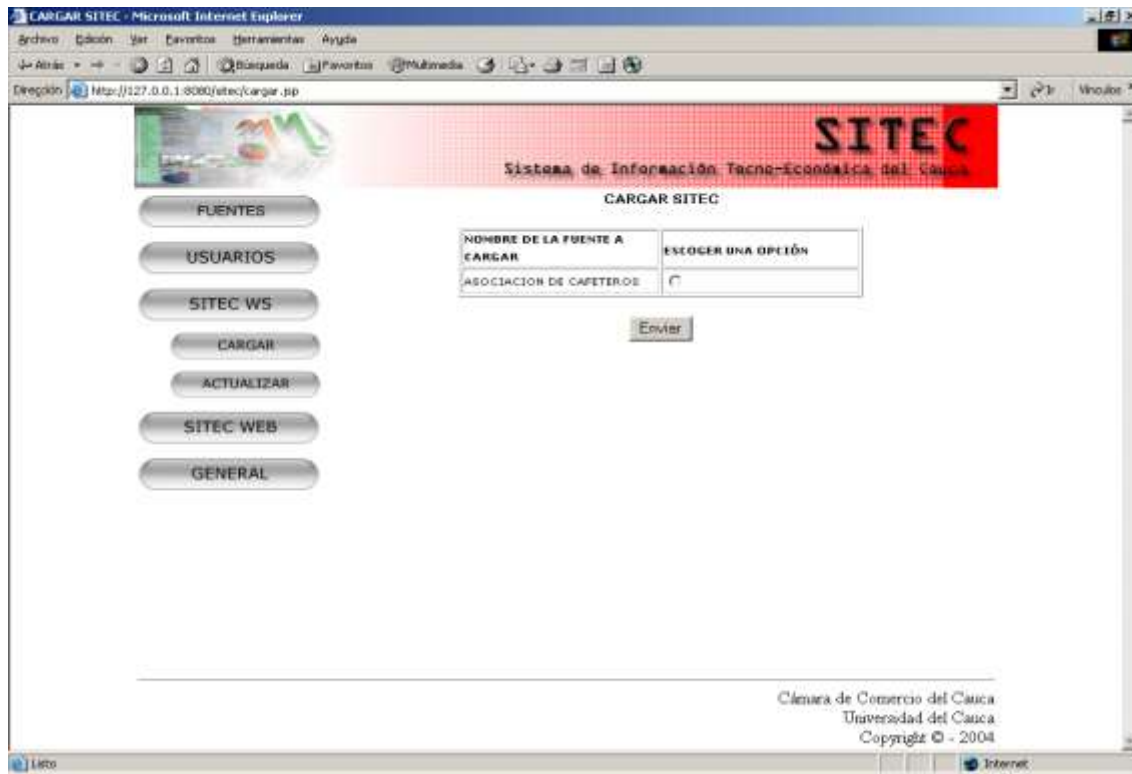 CARGAR SITEC - Microsoft Internet Explorer
Archivo Edición Ver Favoritos Herramientas Ayuda
Atrás Búsqueda Favoritos Multimedia
Dirección http://127.0.0.1:8080/sitec/cargar.jsp Ir Vínculos
SITEC
Sistema de Información Tecno-Económica del Cauca
CARGAR SITEC
FUENTES
USUARIOS
SITEC WS
CARGAR
ACTUALIZAR
SITEC WEB
GENERAL
NOMBRE DE LA FUENTE A
CARGAR
ESCOGER UNA OPCIÓN
ASOCIACION DE CAFETEROS
Enviar
Cámara de Comercio del Cauca
Universidad del Cauca
Copyright © - 2004
Listo
Internet